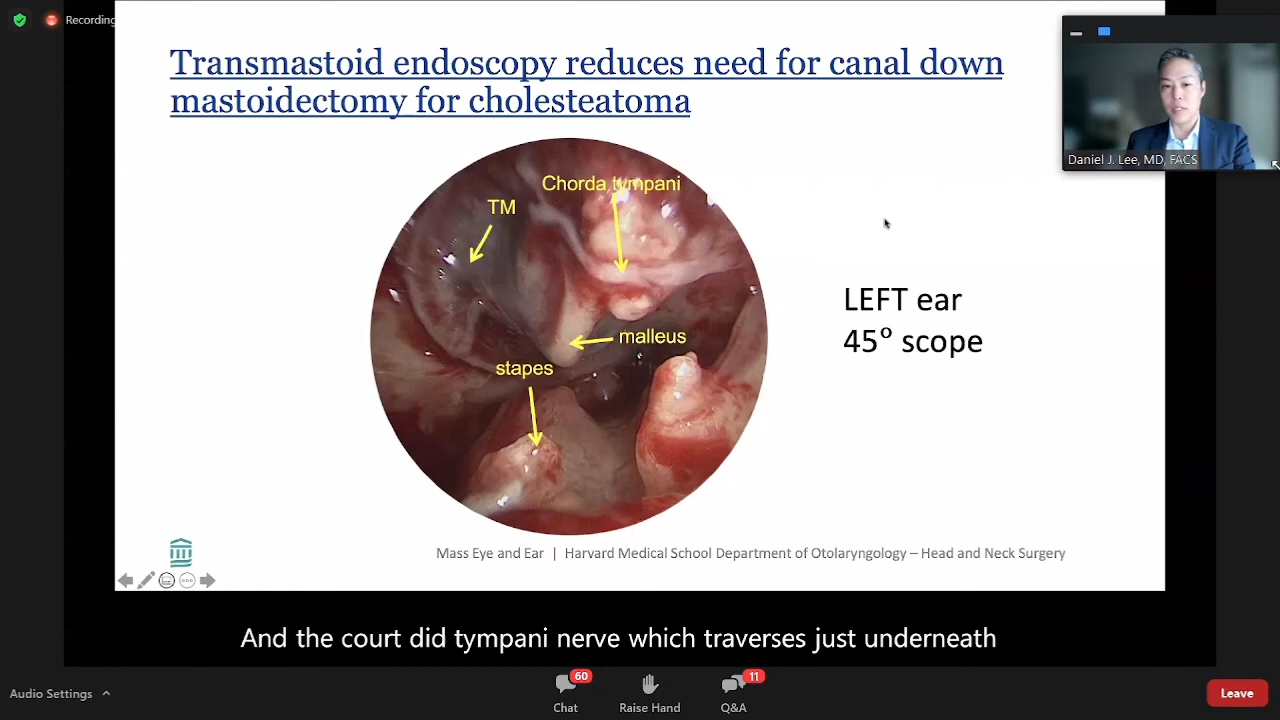 Recording
Transmastoid endoscopy reduces need for canal down
mastoidectomy for cholesteatoma
Daniel J. Lee, MD, FACS
Chorda tympani
TM
malleus
stapes
LEFT ear
45° scope
Mass Eye and Ear | Harvard Medical School Department of Otolaryngology – Head and Neck Surgery
And the court did tympani nerve which traverses just underneath
Audio Settings
60
Chat
Raise Hand
11
Q&A
Leave